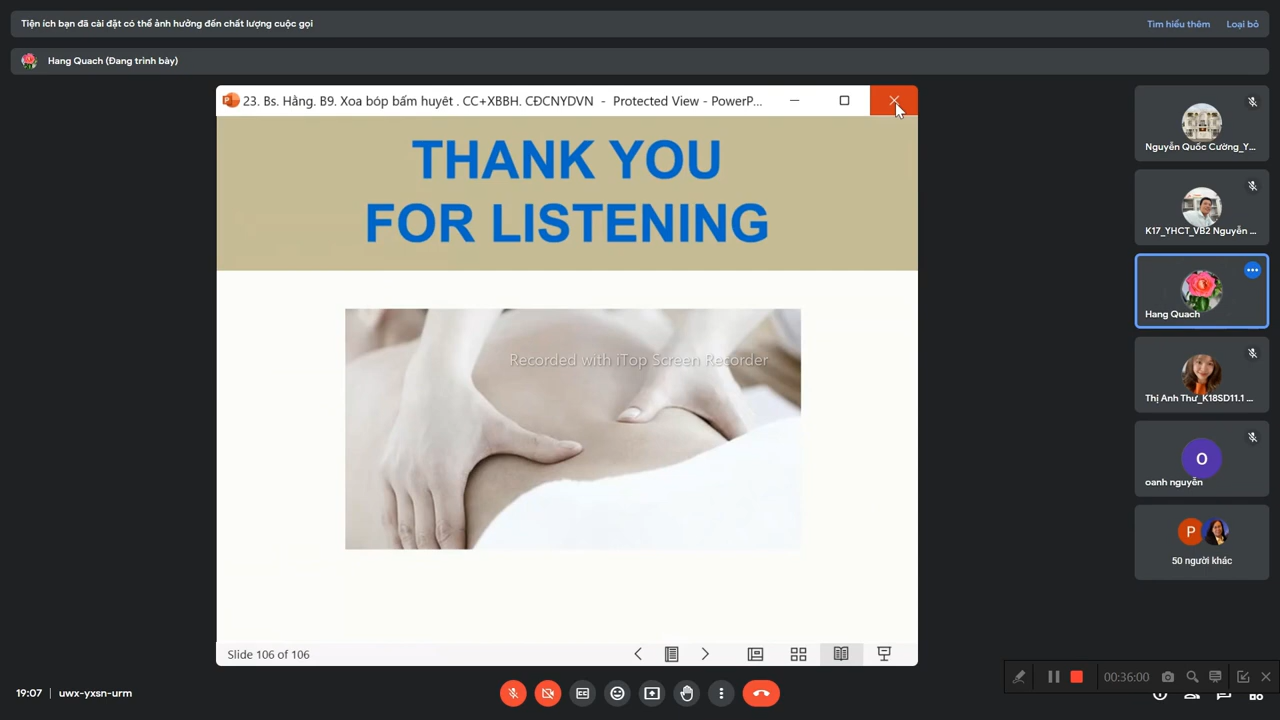 Tiện ích bạn đã cài đặt có thể ảnh hưởng đến chất lượng cuộc gọi
Tìm hiểu thêm
Loại bỏ
Hang Quach (Đang trình bày)
23. Bs. Hằng. B9. Xoa bóp bấm huyêt . CC+XBBH. CĐCNYDVN - Protected View - PowerP...
THANK YOU
FOR LISTENING
Recorded with iTop Screen Recorder
Slide 106 of 106
Nguyễn Quốc Cường_Y...
K17_YHCT_VB2 Nguyễn ...
Hang Quach
Thị Anh Thư_K18SD11.1 ...
O
oanh nguyễn
P
50 người khác
19:07
uwx-yxsn-urm
00:36:00